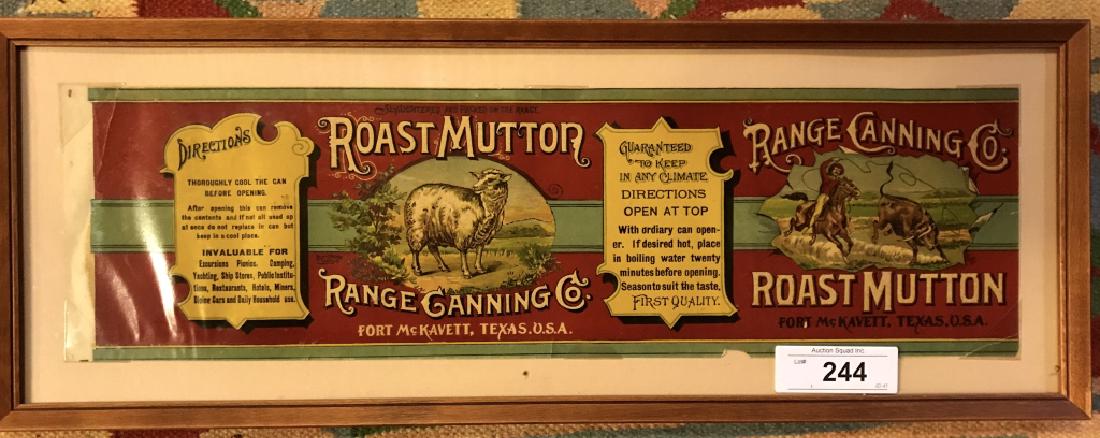 DIRECTIONS
THOROUGHLY COOL THE CAN
BEFORE OPENING.
After opening this can remove
the contents and if not all used up
at once do not replace in can but
keep in a cool place.
INVALUABLE FOR
Excursions Picnics, Camping,
Yachting, Ship Stores, Public Institu-
tions, Restaurants, Hotels, Miners,
Dining Cars and Daily Household use.
SLAUGHTERED AND PACKED ON THE RANGE
ROAST MUTTON
RANGE CANNING CO.
FORT MCKAVETT, TEXAS, U.S.A.
GUARANTEED
TO KEEP
IN ANY CLIMATE.
DIRECTIONS
OPEN AT TOP
With ordiary can open-
er. If desired hot, place
in boiling water twenty
minutes before opening.
Season to suit the taste.
FIRST QUALITY.
RANGE CANNING CO.
ROAST MUTTON
FORT MCKAVETT, TEXAS, U.S.A.
Auction Squad Inc.
Lot#
244